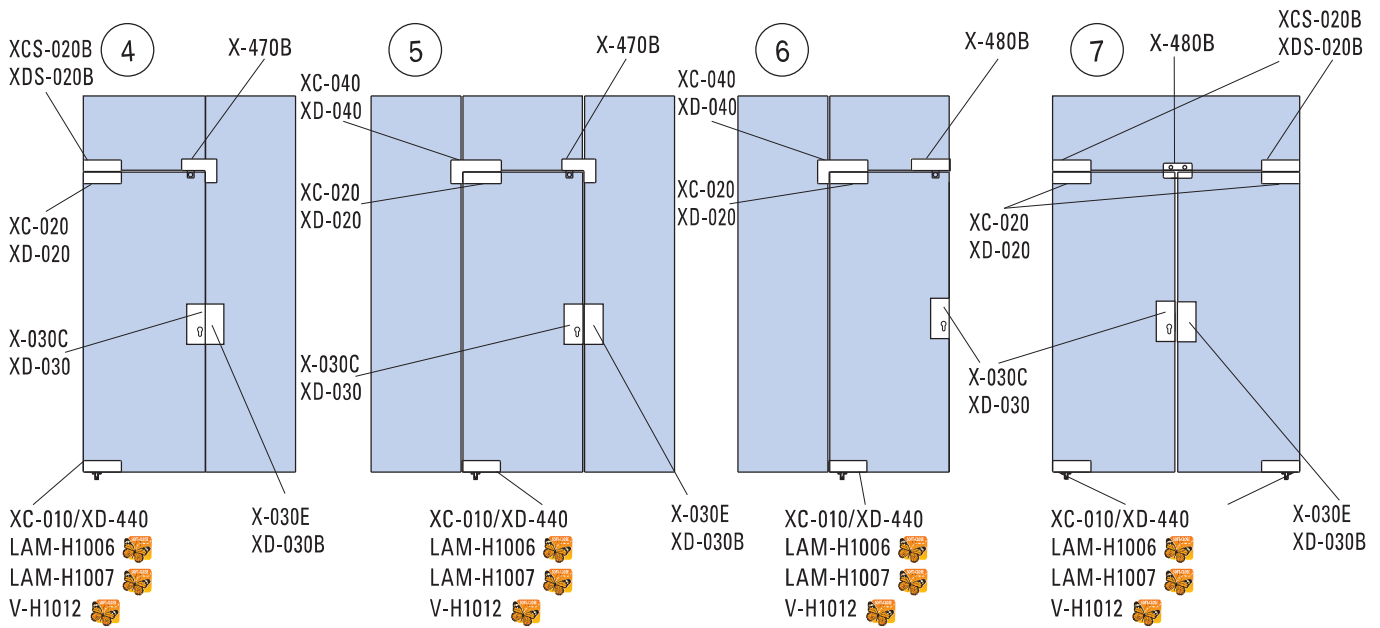 4
XCS-020B
XDS-020B
X-470B
XC-020
XD-020
X-030C
XD-030
XC-010/XD-440
LAM-H1006
LAM-H1007
V-H1012
X-030E
XD-030B
5
X-470B
XC-040
XD-040
XC-020
XD-020
X-030C
XD-030
XC-010/XD-440
LAM-H1006
LAM-H1007
V-H1012
X-030E
XD-030B
6
X-480B
XC-040
XD-040
XC-020
XD-020
X-030C
XD-030
XC-010/XD-440
LAM-H1006
LAM-H1007
V-H1012
7
X-480B
XCS-020B
XDS-020B
XC-020
XD-020
XC-010/XD-440
LAM-H1006
LAM-H1007
V-H1012
X-030E
XD-030B